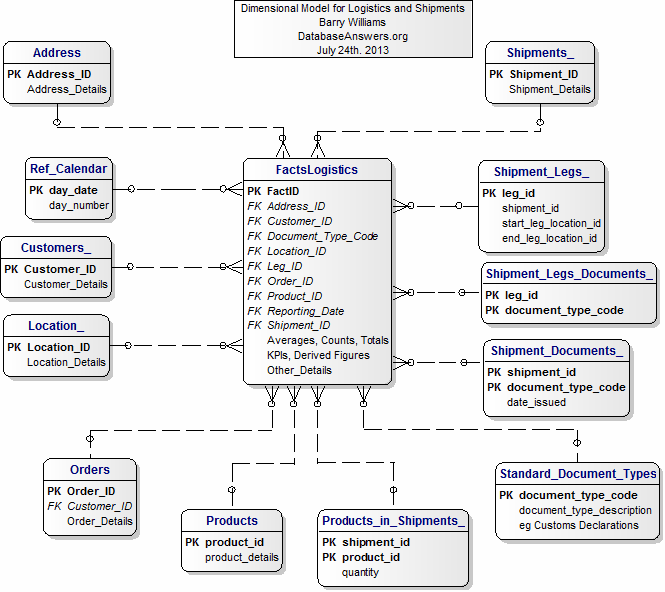 Dimensional Model for Logistics and Shipments
Barry Williams
DatabaseAnswers.org
July 24th. 2013
Address
PK Address_ID
Address_Details
Shipments_
PK Shipment_ID
Shipment_Details
Ref_Calendar
PK day_date
day_number
FactsLogistics
PK FactID
FK Address_ID
FK Customer_ID
FK Document_Type_Code
FK Location_ID
FK Leg_ID
FK Order_ID
FK Product_ID
FK Reporting_Date
FK Shipment_ID
Averages, Counts, Totals
KPIs, Derived Figures
Other_Details
Shipment_Legs_
PK leg_id
shipment_id
start_leg_location_id
end_leg_location_id
Customers_
PK Customer_ID
Customer_Details
Shipment_Legs_Documents_
PK leg_id
PK document_type_code
Location_
PK Location_ID
Location_Details
Shipment_Documents_
PK shipment_id
PK document_type_code
date_issued
Orders
PK Order_ID
FK Customer_ID
Order_Details
Products
PK product_id
product_details
Products_in_Shipments_
PK shipment_id
PK product_id
quantity
Standard_Document_Types
PK document_type_code
document_type_description
eg Customs Declarations